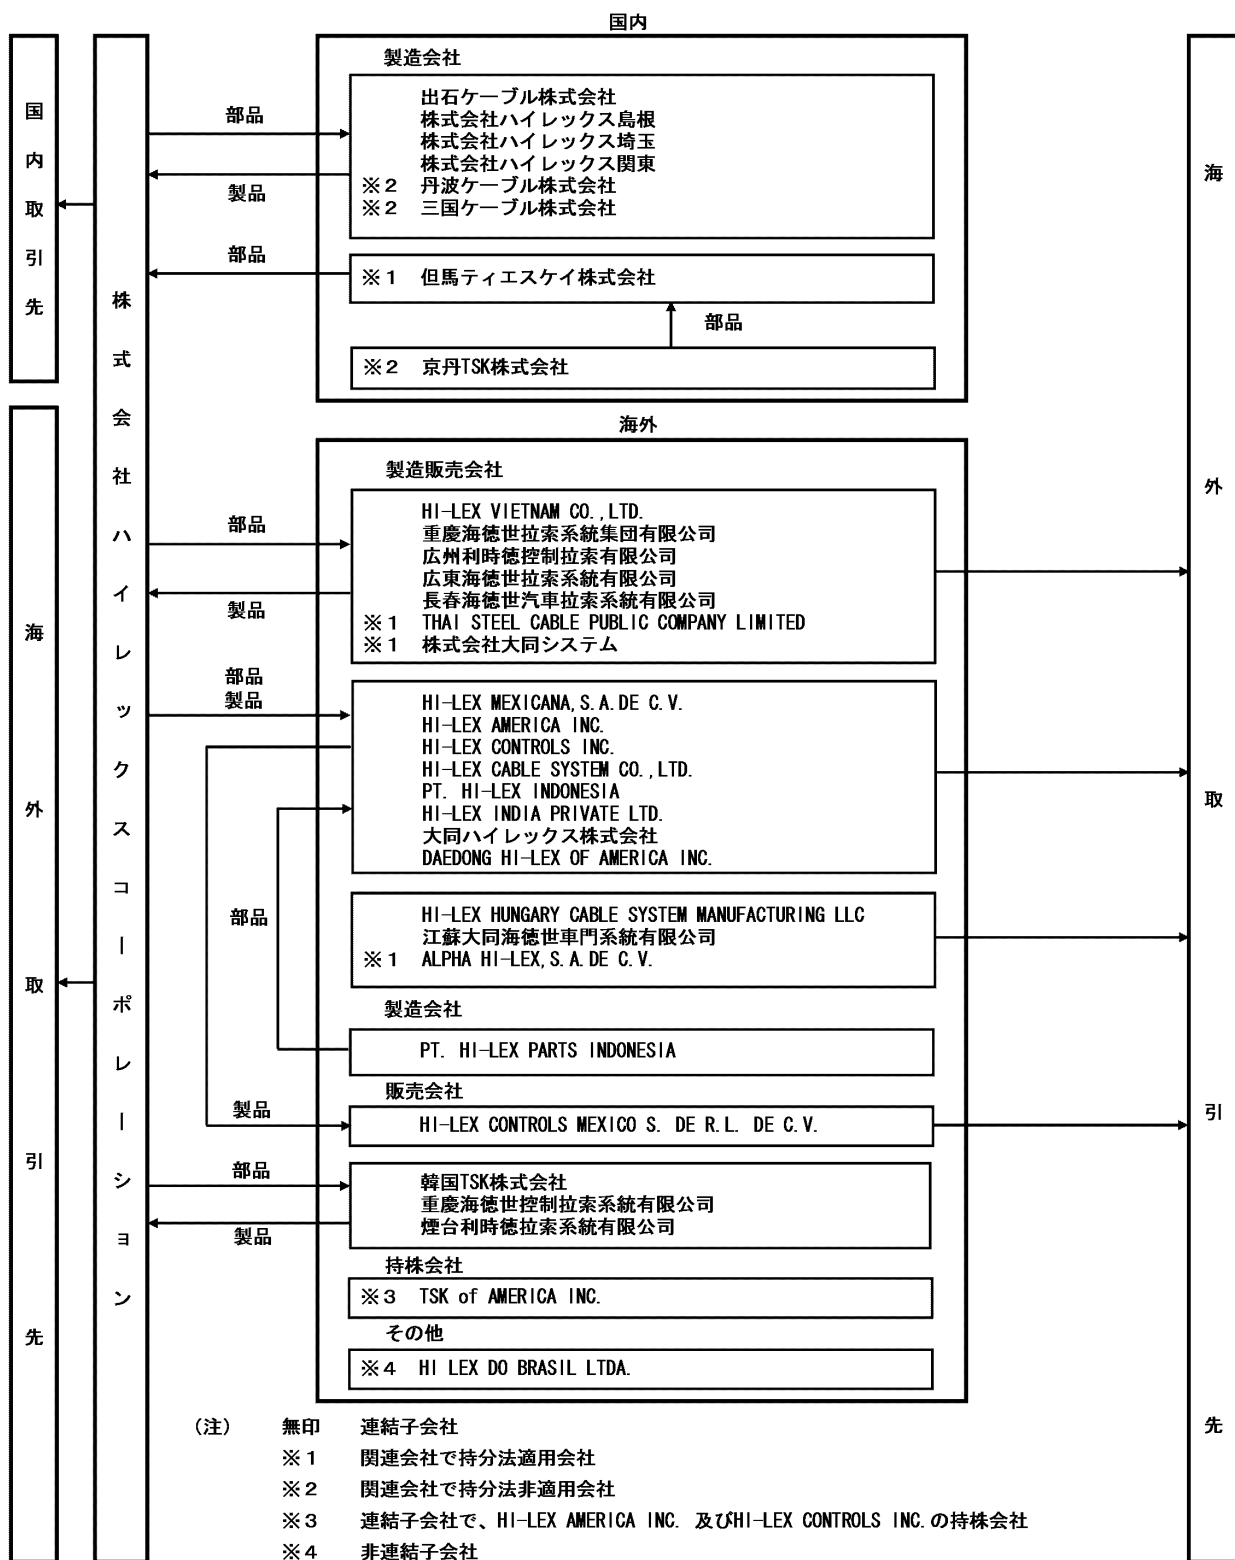 国内
国内取引先
株式会社ハイレックスコーポレーション
海外取引先
海外取引先
製造会社
出石ケーブル株式会社
株式会社ハイレックス島根
株式会社ハイレックス埼玉
株式会社ハイレックス関東
※2 丹波ケーブル株式会社
※2 三国ケーブル株式会社
部品
製品
部品
※1 但馬ティエスケイ株式会社
部品
※2 京丹TSK株式会社
海外
製造販売会社
HI-LEX VIETNAM CO.,LTD.
重慶海徳世拉索系統集団有限公司
広州利時徳控制拉索有限公司
広東海徳世拉索系統有限公司
長春海徳世汽車拉索系統有限公司
※1 THAI STEEL CABLE PUBLIC COMPANY LIMITED
※1 株式会社大同システム
部品
製品
部品
製品
HI-LEX MEXICANA,S.A.DE C.V.
HI-LEX AMERICA INC.
HI-LEX CONTROLS INC.
HI-LEX CABLE SYSTEM CO.,LTD.
PT. HI-LEX INDONESIA
HI-LEX INDIA PRIVATE LTD.
大同ハイレックス株式会社
DAEDONG HI-LEX OF AMERICA INC.
部品
HI-LEX HUNGARY CABLE SYSTEM MANUFACTURING LLC
江蘇大同海徳世車門系統有限公司
※1 ALPHA HI-LEX,S.A.DE C.V.
製造会社
PT. HI-LEX PARTS INDONESIA
販売会社
製品
HI-LEX CONTROLS MEXICO S. DE R.L. DE C.V.
部品
製品
韓国TSK株式会社
重慶海徳世控制拉索系統有限公司
煙台利時徳拉索系統有限公司
持株会社
※3 TSK of AMERICA INC.
その他
※4 HI LEX DO BRASIL LTDA.
(注) 無印 連結子会社
※1 関連会社で持分法適用会社
※2 関連会社で持分法非適用会社
※3 連結子会社で、HI-LEX AMERICA INC. 及びHI-LEX CONTROLS INC.の持株会社
※4 非連結子会社